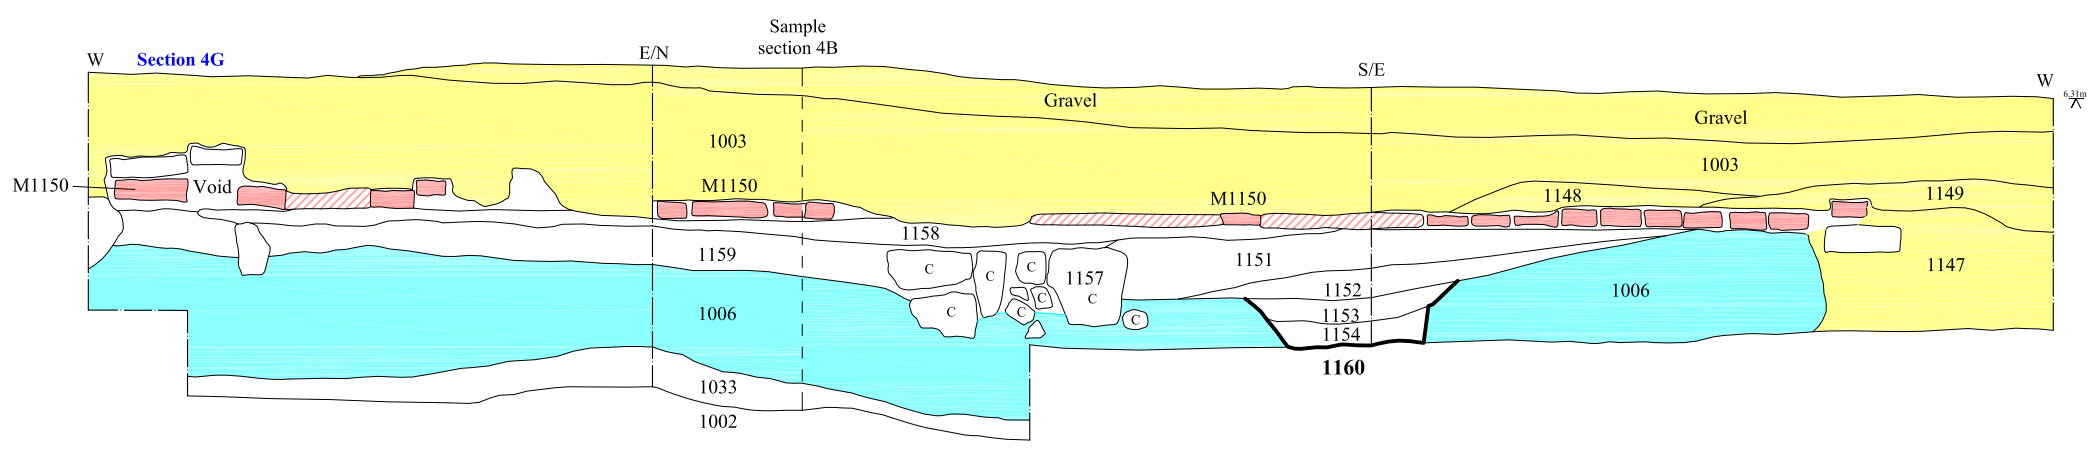 Sample
section 4B
W
Section 4G
E/N
S/E
W
6.31m
Gravel
Gravel
1003
1003
M1150
Void
M1150
M1150
1148
1149
1158
1159
1151
1147
C
C
C
1157
C
C
C
C
C
1152
1006
1006
1153
1154
1160
1033
1002